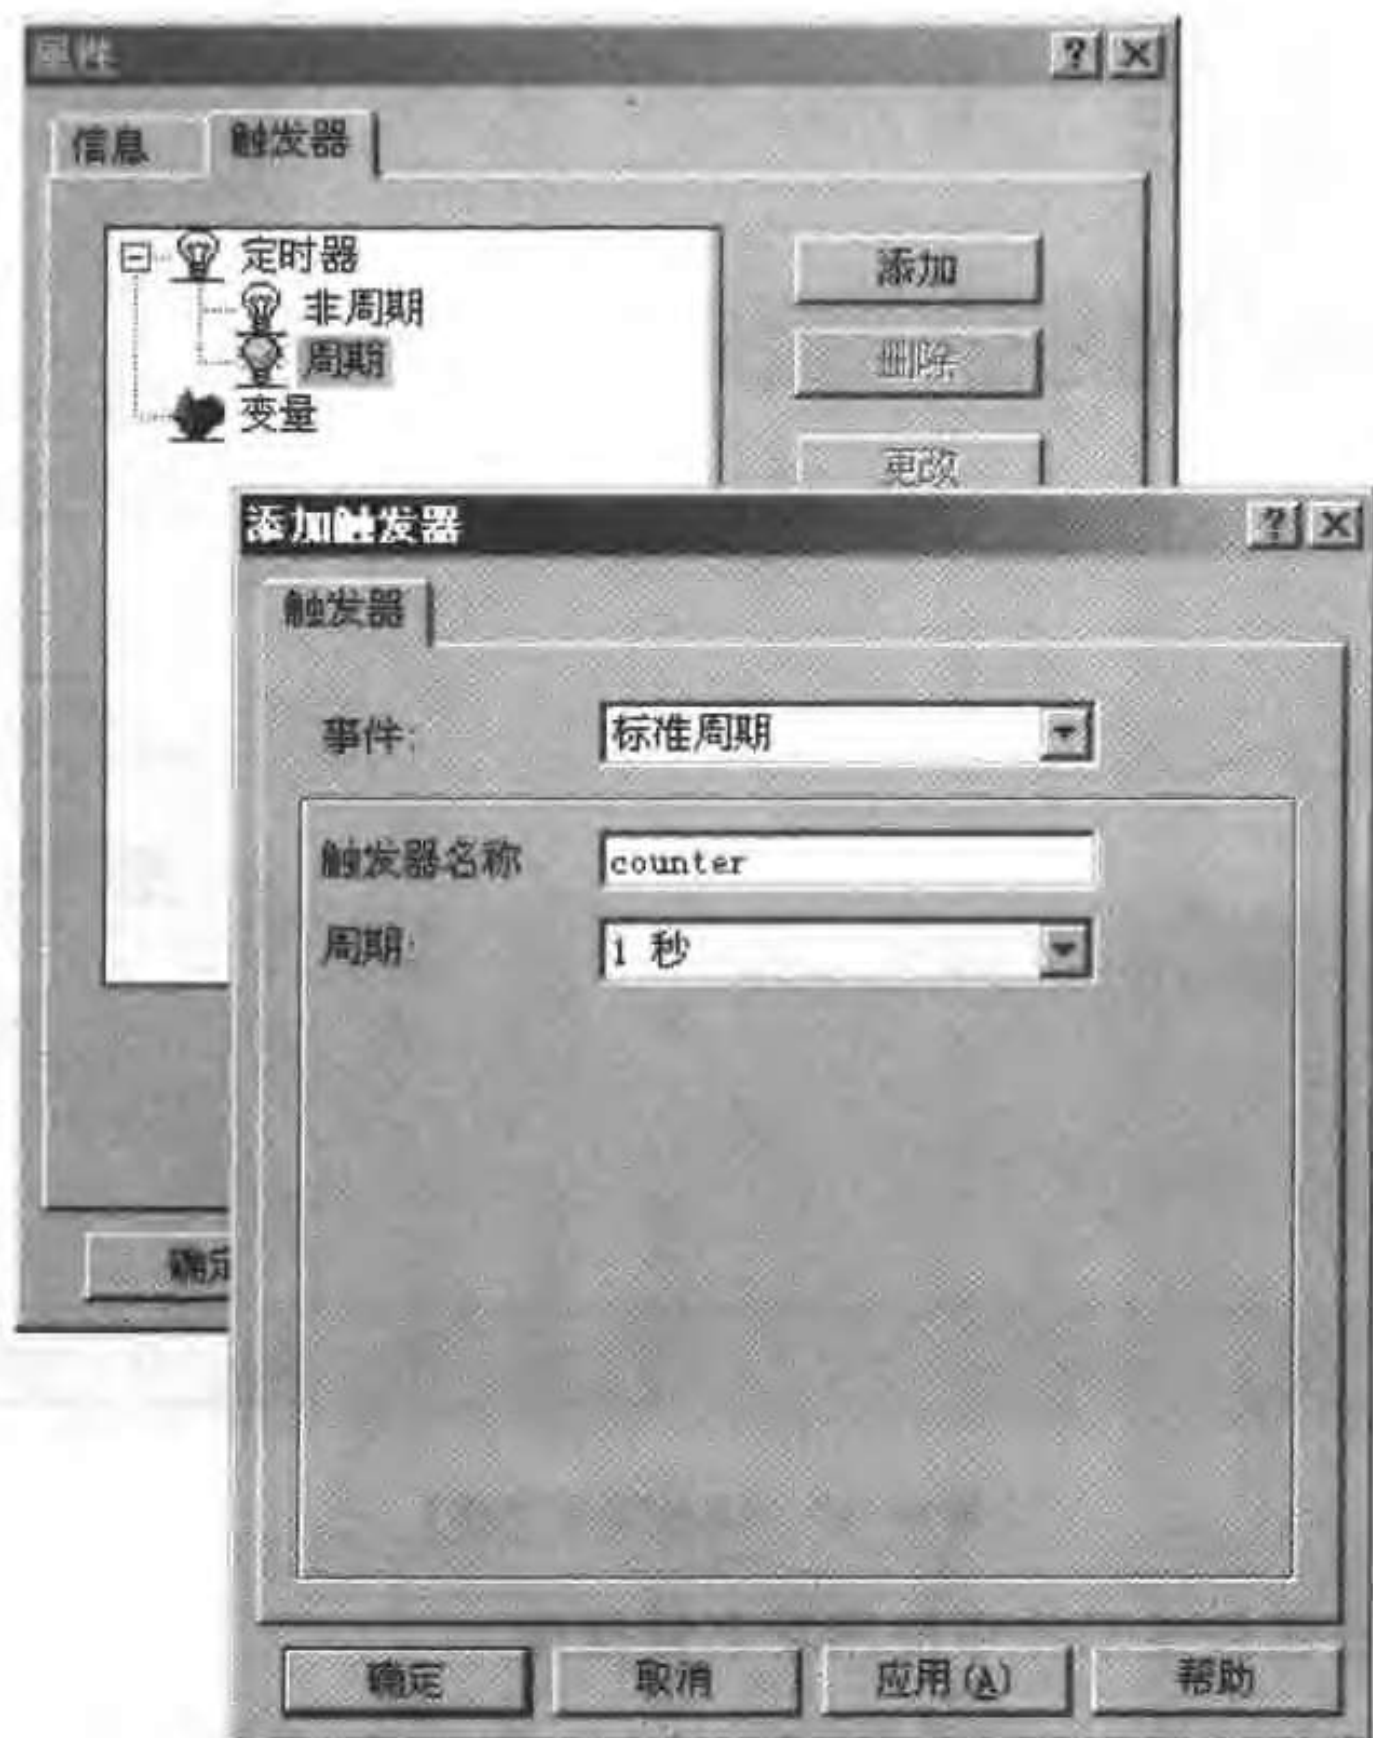 属性
信息 触发器
定时器
非周期
周期
变量
添加
删除
更改
确定
添加触发器
触发器
事件: 标准周期
触发器名称 counter
周期: 1 秒
确定 取消 应用(A) 帮助